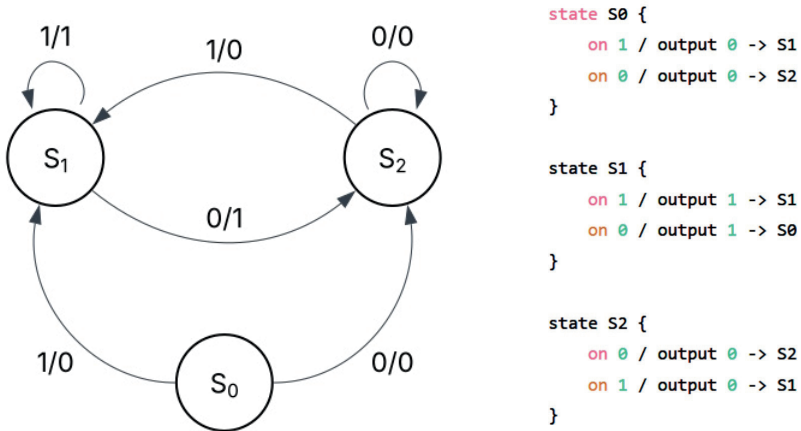 1/1
1/0
0/0
S₁
S₂
0/1
1/0
0/0
S₀
state S0 {
    on 1 / output 0 -> S1
    on 0 / output 0 -> S2
}
state S1 {
    on 1 / output 1 -> S1
    on 0 / output 1 -> S0
}
state S2 {
    on 0 / output 0 -> S2
    on 1 / output 0 -> S1
}